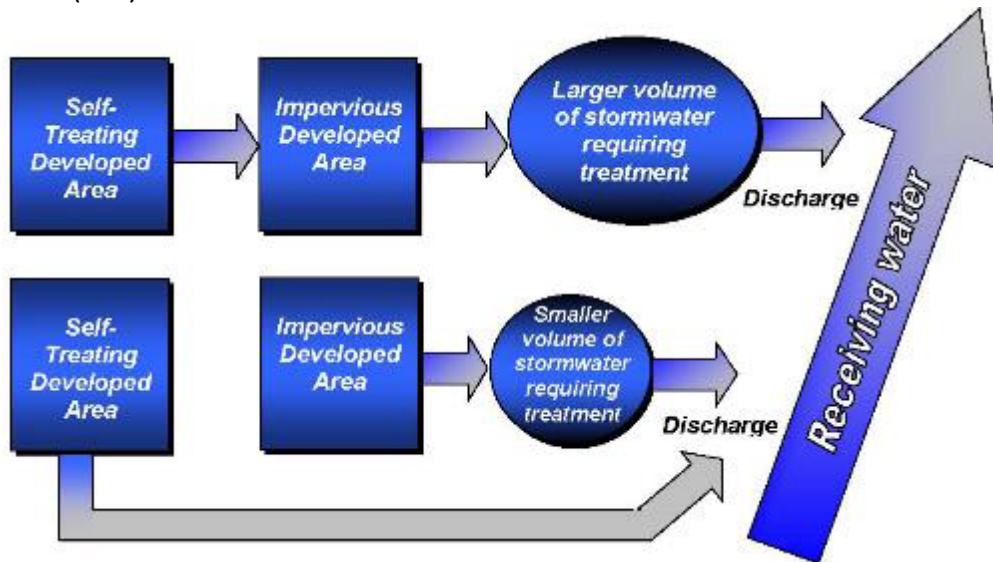 Self-
Treating
Developed
Area
Impervious
Developed
Area
Larger volume
of stormwater
requiring
treatment
Discharge
Self-
Treating
Developed
Area
Impervious
Developed
Area
Smaller
volume of
stormwater
requiring
treatment
Discharge
Receiving water